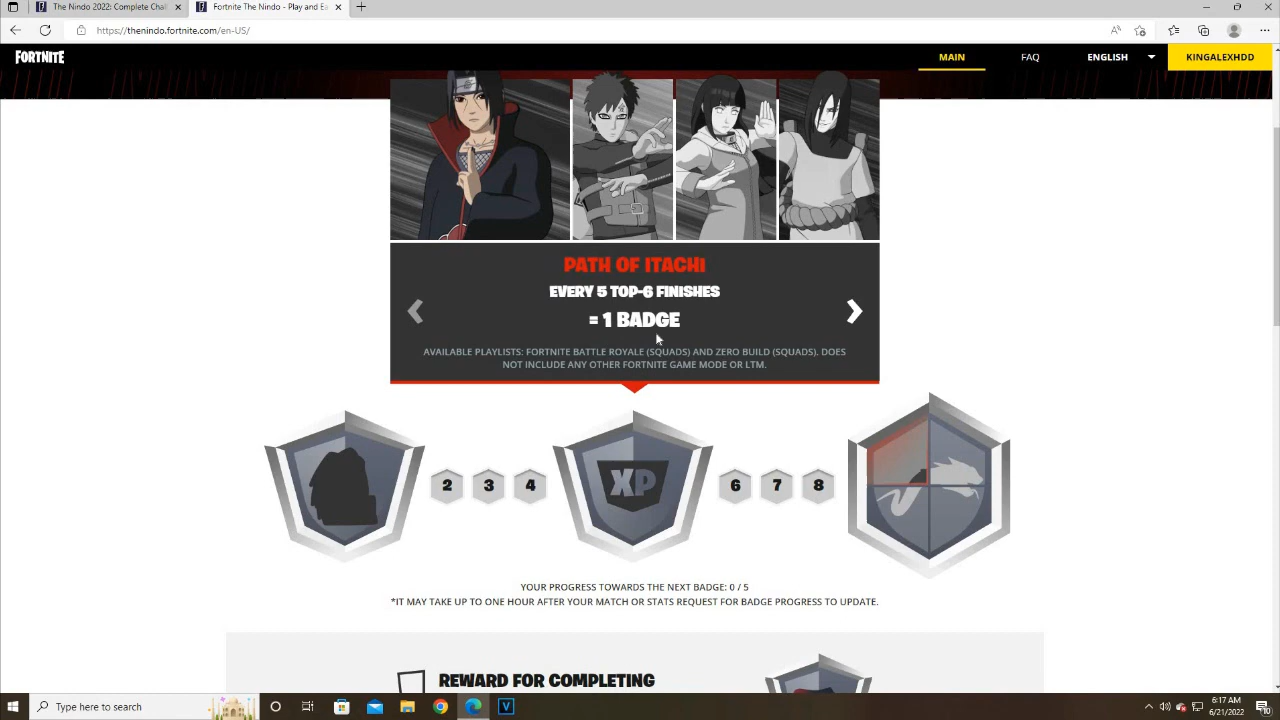 The Nindo 2022: Complete Chal
Fortnite The Nindo - Play and Ea
https://thenindo.fortnite.com/en-US/
FORTNITE
MAIN
FAQ
ENGLISH
KINGALEXHDD
PATH OF ITACHI
EVERY 5 TOP-6 FINISHES
= 1 BADGE
AVAILABLE PLAYLISTS: FORTNITE BATTLE ROYALE (SQUADS) AND ZERO BUILD (SQUADS). DOES
NOT INCLUDE ANY OTHER FORTNITE GAME MODE OR LTM.
2 3 4 XP 6 7 8
YOUR PROGRESS TOWARDS THE NEXT BADGE: 0 / 5
*IT MAY TAKE UP TO ONE HOUR AFTER YOUR MATCH OR STATS REQUEST FOR BADGE PROGRESS TO UPDATE.
REWARD FOR COMPLETING
Type here to search
6:17 AM
6/21/2022